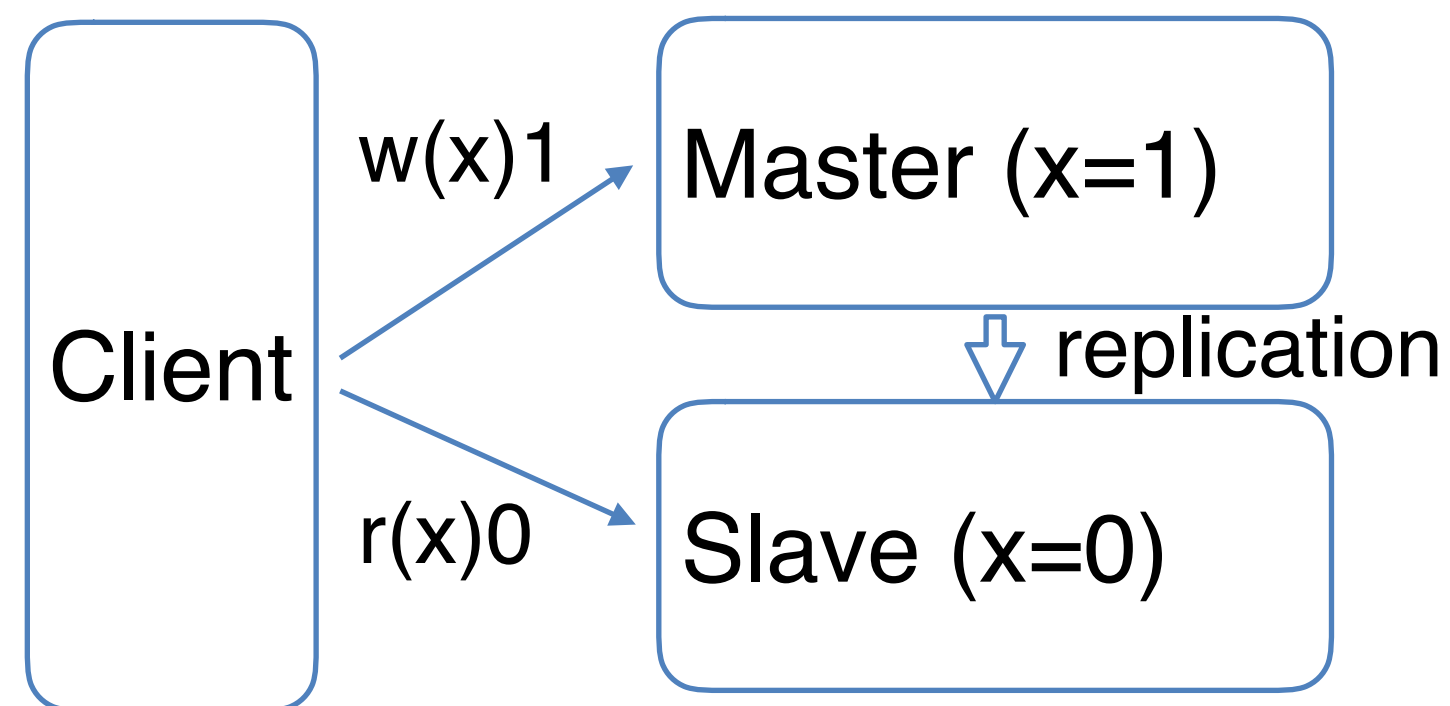 w(x)1
Master (x=1)
Client
replication
r(x)0
Slave (x=0)